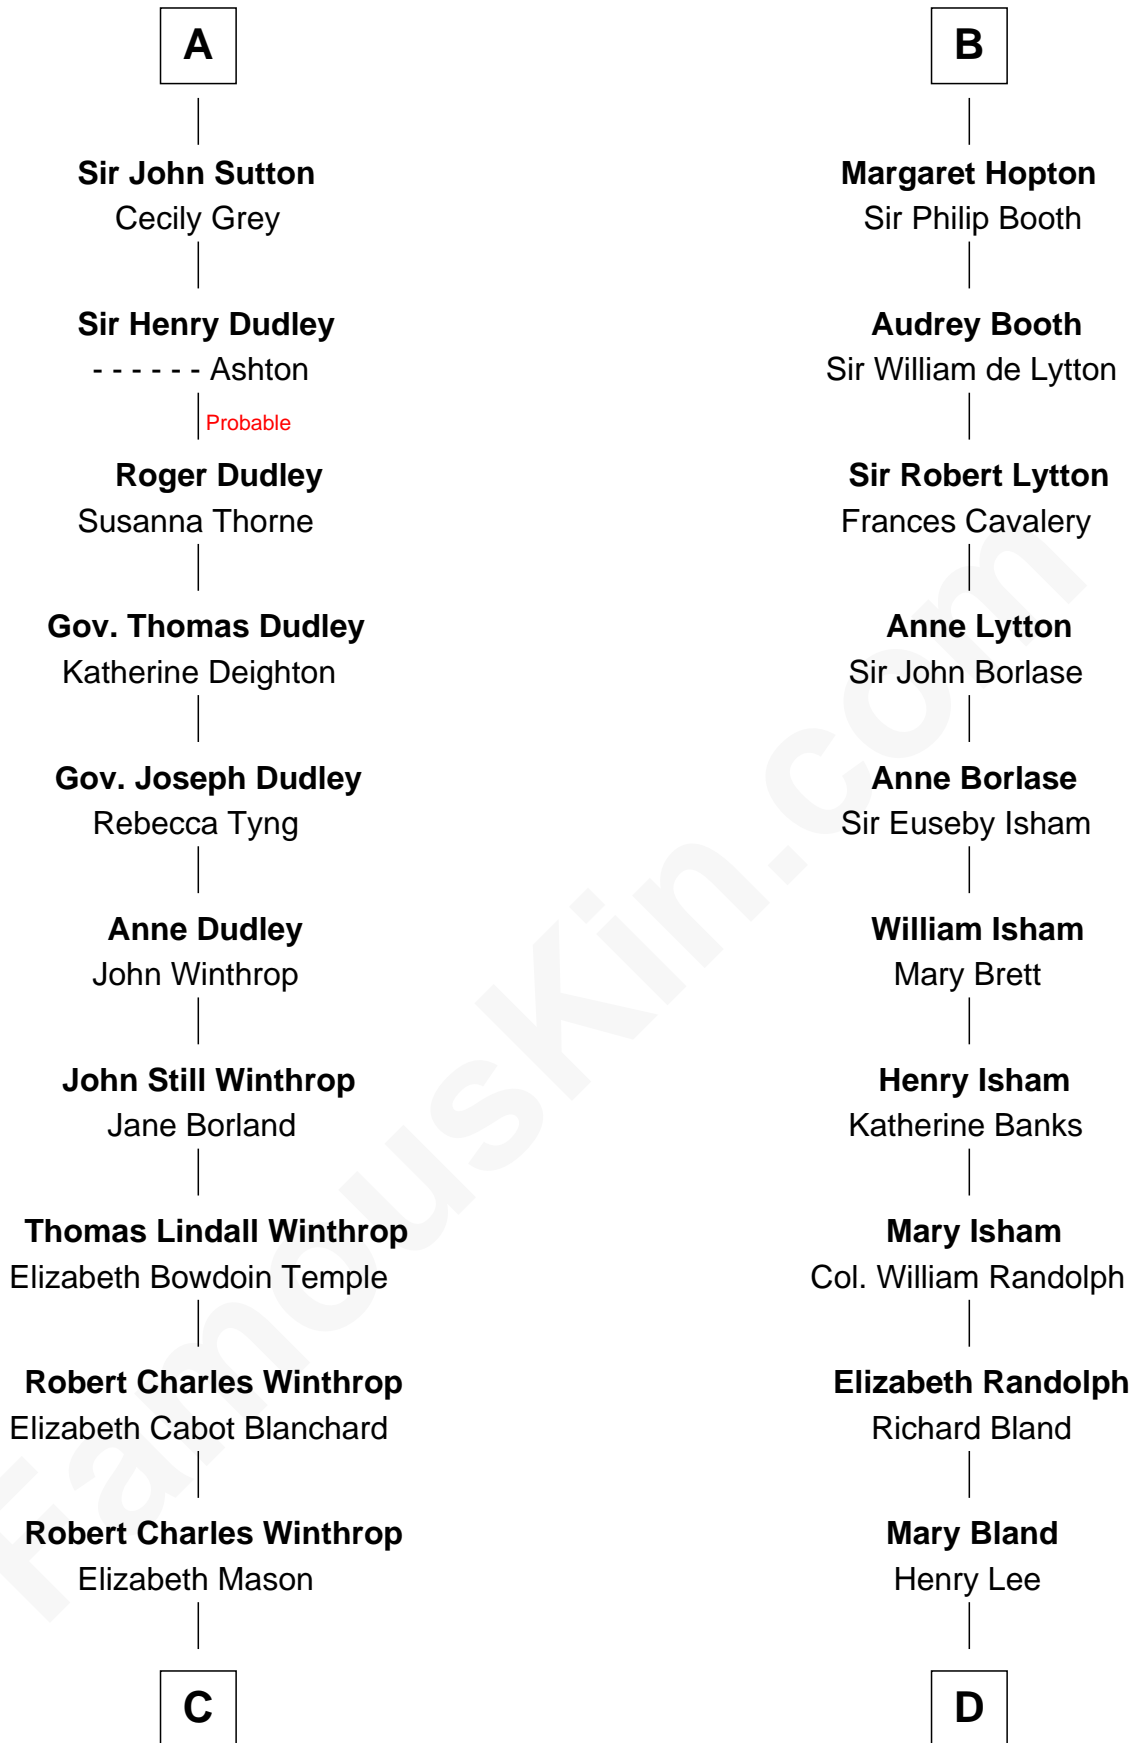 A
Sir John Sutton
Cecily Grey
Sir Henry Dudley
- - - - - - Ashton
Probable
Roger Dudley
Susanna Thorne
Gov. Thomas Dudley
Katherine Deighton
Gov. Joseph Dudley
Rebecca Tyng
Anne Dudley
John Winthrop
John Still Winthrop
Jane Borland
Thomas Lindall Winthrop
Elizabeth Bowdoin Temple
Robert Charles Winthrop
Elizabeth Cabot Blanchard
Robert Charles Winthrop
Elizabeth Mason
C
B
Margaret Hopton
Sir Philip Booth
Audrey Booth
Sir William de Lytton
Sir Robert Lytton
Frances Cavalery
Anne Lytton
Sir John Borlase
Anne Borlase
Sir Euseby Isham
William Isham
Mary Brett
Henry Isham
Katherine Banks
Mary Isham
Col. William Randolph
Elizabeth Randolph
Richard Bland
Mary Bland
Henry Lee
D
FamousKin.com